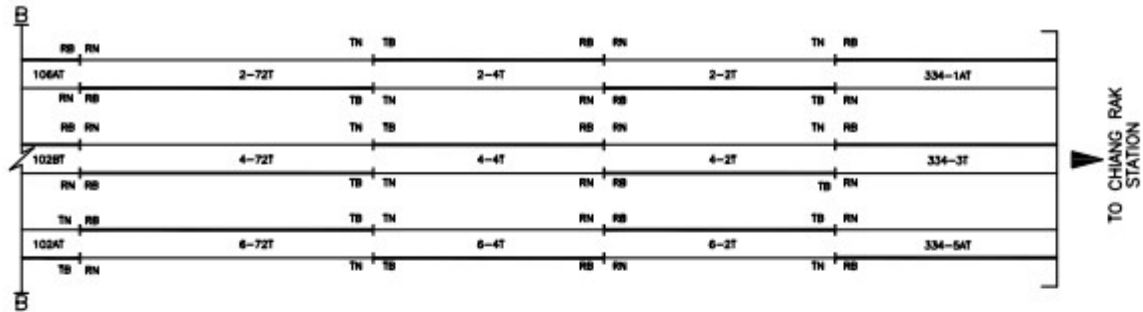 B
RB RN TN TB RB RN TN RB
106AT 2-72T 2-4T 2-2T 334-1AT
RN RB TB TN RN RB TB RN
RB RN TN TB RB RN TN RB
102BT 4-72T 4-4T 4-2T 334-3T
RN RB TB TN RN RB TB RN
TN RB TB TN RN RB TB RN
102AT 6-72T 6-4T 6-2T 334-5AT
TB RN TN TB RB RN TN RB
B
TO CHIANG RAK
STATION